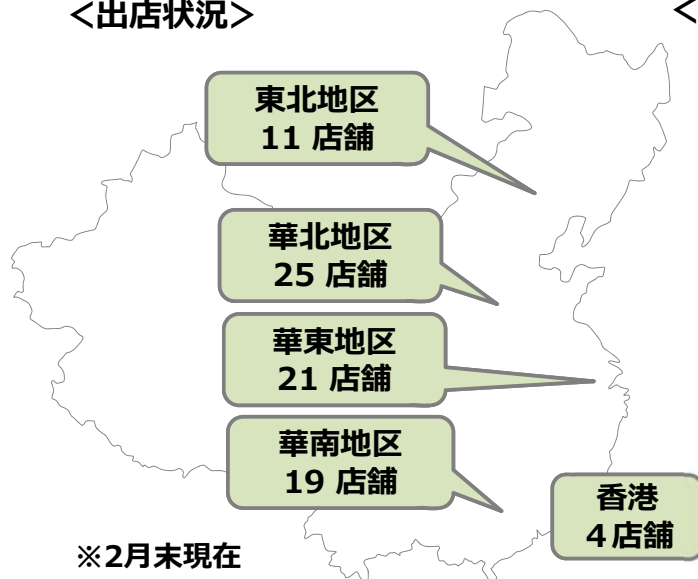 ＜出店状況＞
＜
東北地区
11 店舗
華北地区
25 店舗
華東地区
21 店舗
華南地区
19 店舗
香港
４店舗
※2月末現在